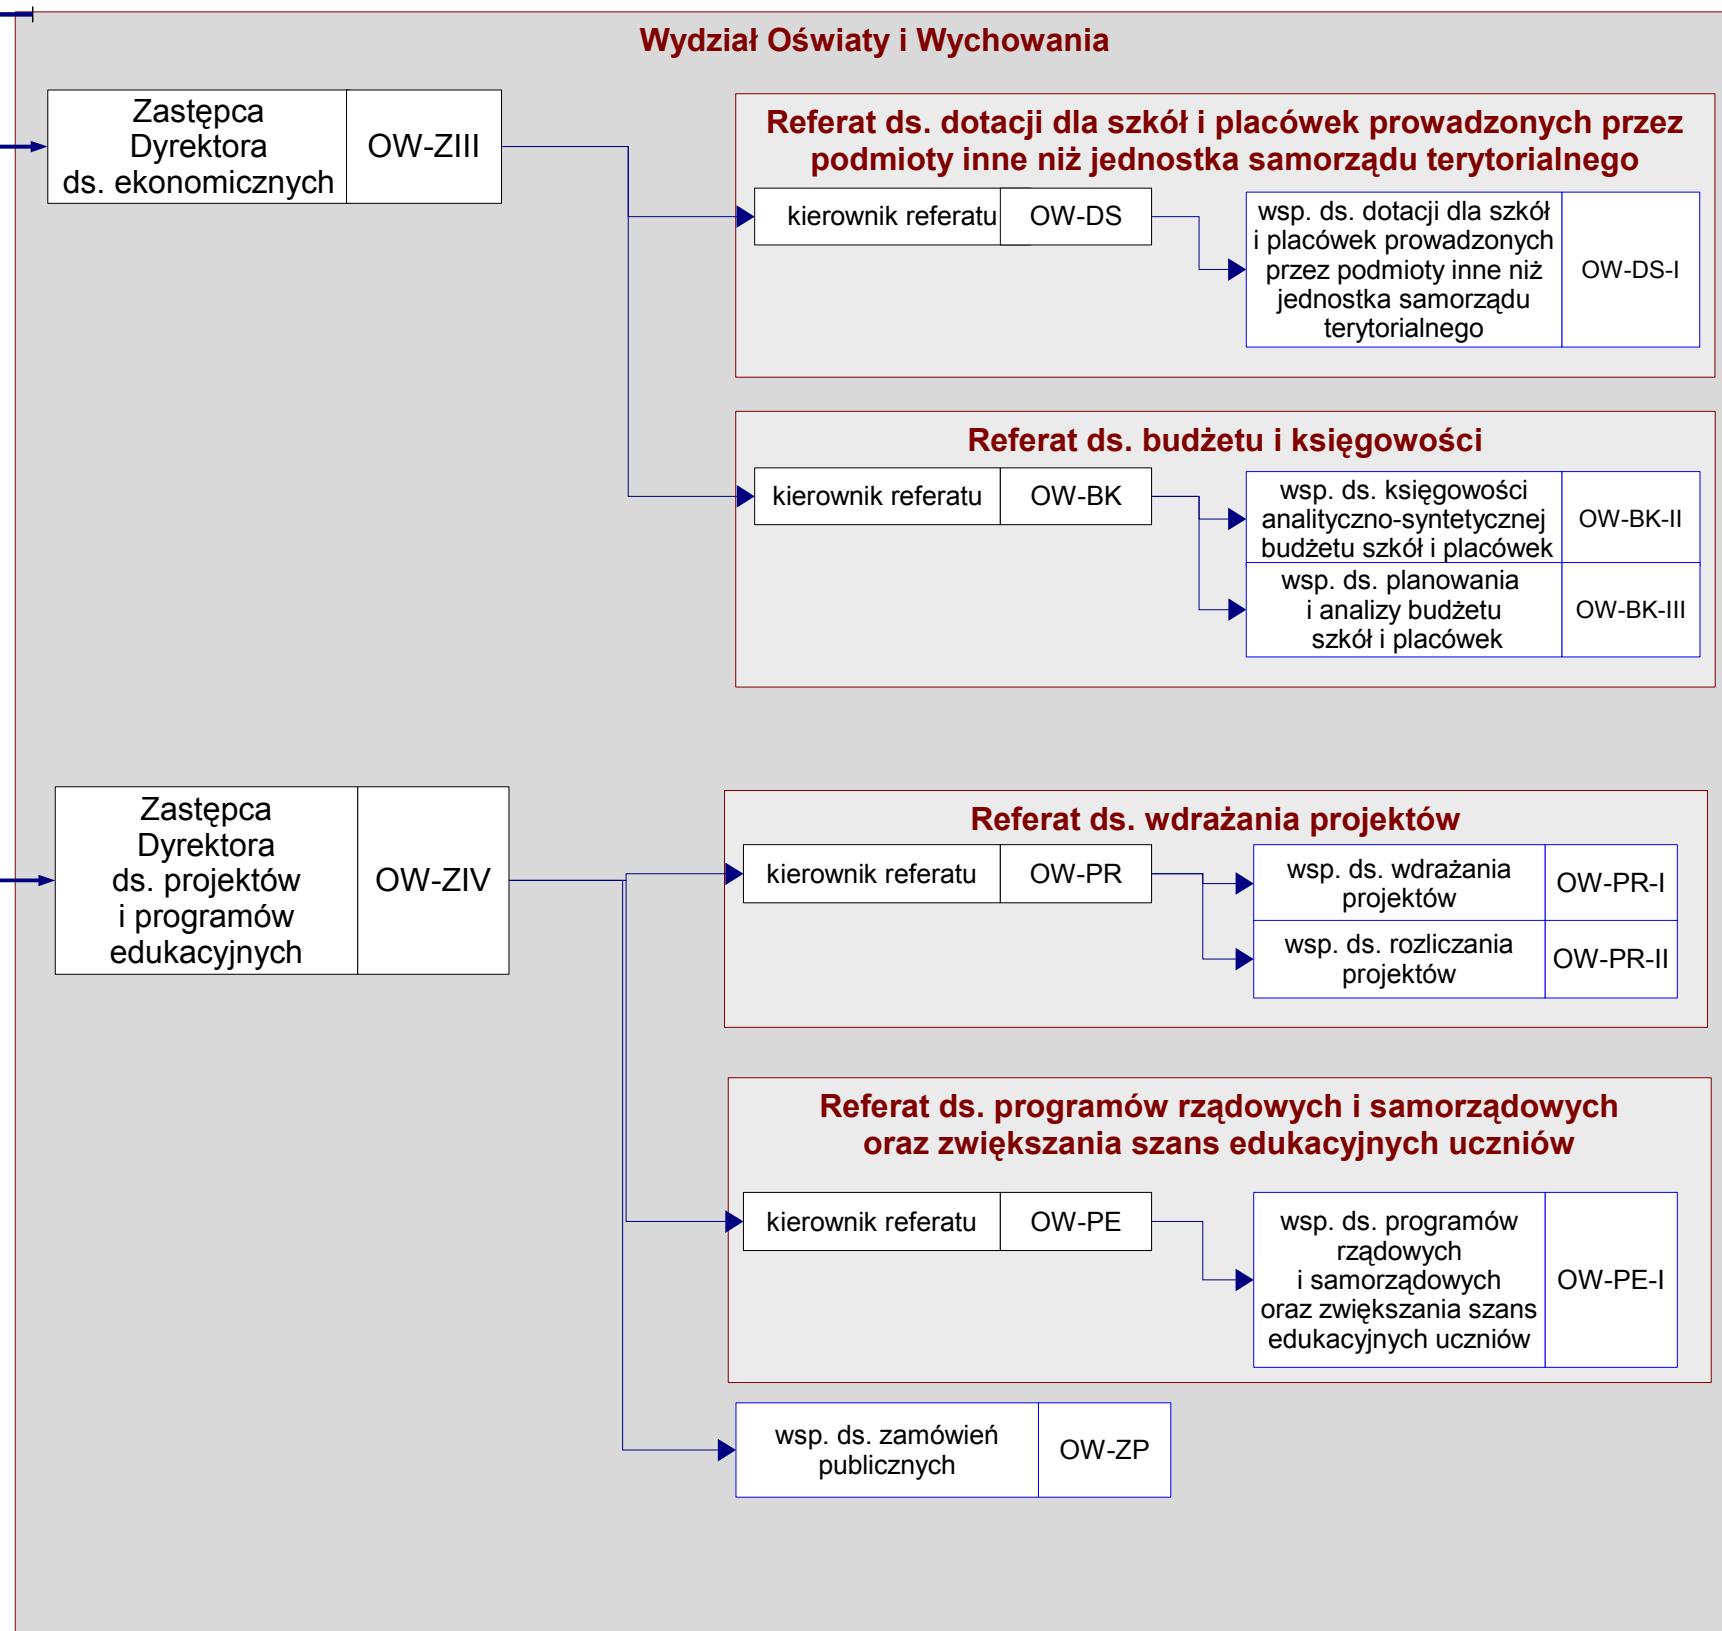 Wydział Oświaty i Wychowania
Zastępca
Dyrektora
ds. ekonomicznych
OW-ZIII
Referat ds. dotacji dla szkół i placówek prowadzonych przez
podmioty inne niż jednostka samorządu terytorialnego
kierownik referatu
OW-DS
wsp. ds. dotacji dla szkół
i placówek prowadzonych
przez podmioty inne niż
jednostka samorządu
terytorialnego
OW-DS-I
Referat ds. budżetu i księgowości
kierownik referatu
OW-BK
wsp. ds. księgowości
analityczno-syntetycznej
budżetu szkół i placówek
OW-BK-II
wsp. ds. planowania
i analizy budżetu
szkół i placówek
OW-BK-III
Zastępca
Dyrektora
ds. projektów
i programów
edukacyjnych
OW-ZIV
Referat ds. wdrażania projektów
kierownik referatu
OW-PR
wsp. ds. wdrażania
projektów
OW-PR-I
wsp. ds. rozliczania
projektów
OW-PR-II
Referat ds. programów rządowych i samorządowych
oraz zwiększania szans edukacyjnych uczniów
kierownik referatu
OW-PE
wsp. ds. programów
rządowych
i samorządowych
oraz zwiększania szans
edukacyjnych uczniów
OW-PE-I
wsp. ds. zamówień
publicznych
OW-ZP